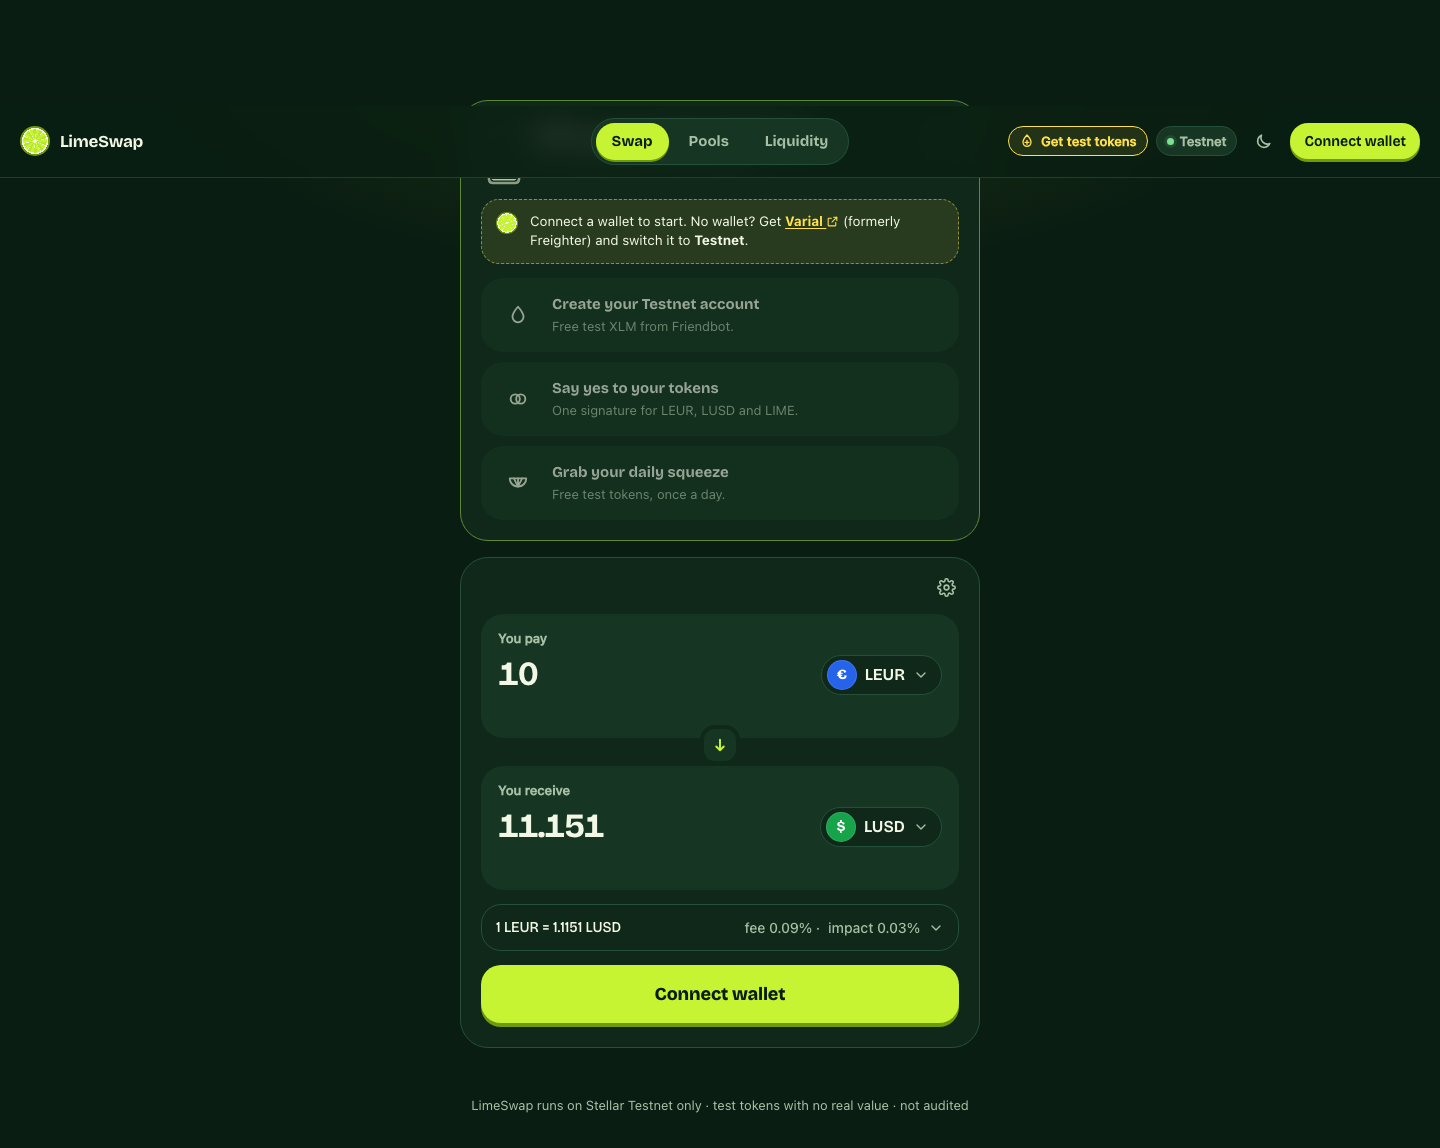 LimeSwap
Swap
Pools
Liquidity
Get test tokens
Testnet
Connect wallet
Connect a wallet to start. No wallet? Get Varial (formerly
Freighter) and switch it to Testnet.
Create your Testnet account
Free test XLM from Friendbot.
Say yes to your tokens
One signature for LEUR, LUSD and LIME.
Grab your daily squeeze
Free test tokens, once a day.
You pay
10
€ LEUR
You receive
11.151
$ LUSD
1 LEUR = 1.1151 LUSD
fee 0.09% · impact 0.03%
Connect wallet
LimeSwap runs on Stellar Testnet only · test tokens with no real value · not audited